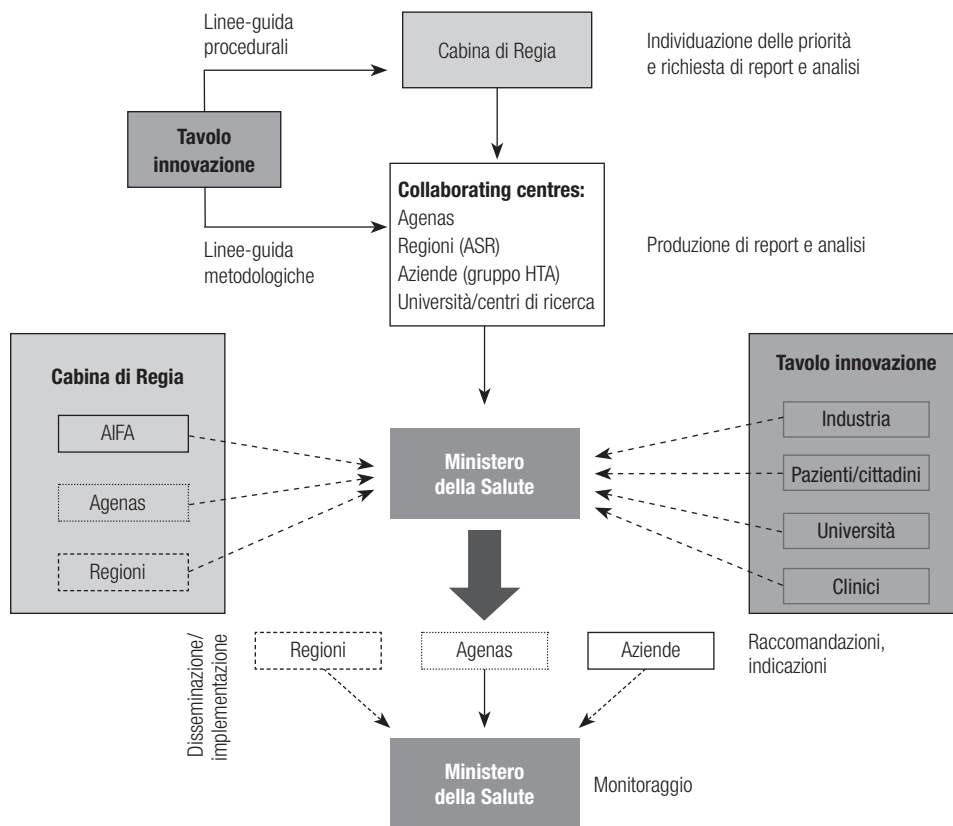 Linee-guida
procedurali
Cabina di Regia
Individuazione delle priorità
e richiesta di report e analisi
Tavolo
innovazione
Collaborating centres:
Agenas
Regioni (ASR)
Aziende (gruppo HTA)
Università/centri di ricerca
Linee-guida
metodologiche
Produzione di report e analisi
Cabina di Regia
AIFA
Agenas
Regioni
Ministero
della Salute
Tavolo innovazione
Industria
Pazienti/cittadini
Università
Clinici
Disseminazione/
implementazione
Regioni
Agenas
Aziende
Raccomandazioni,
indicazioni
Ministero
della Salute
Monitoraggio